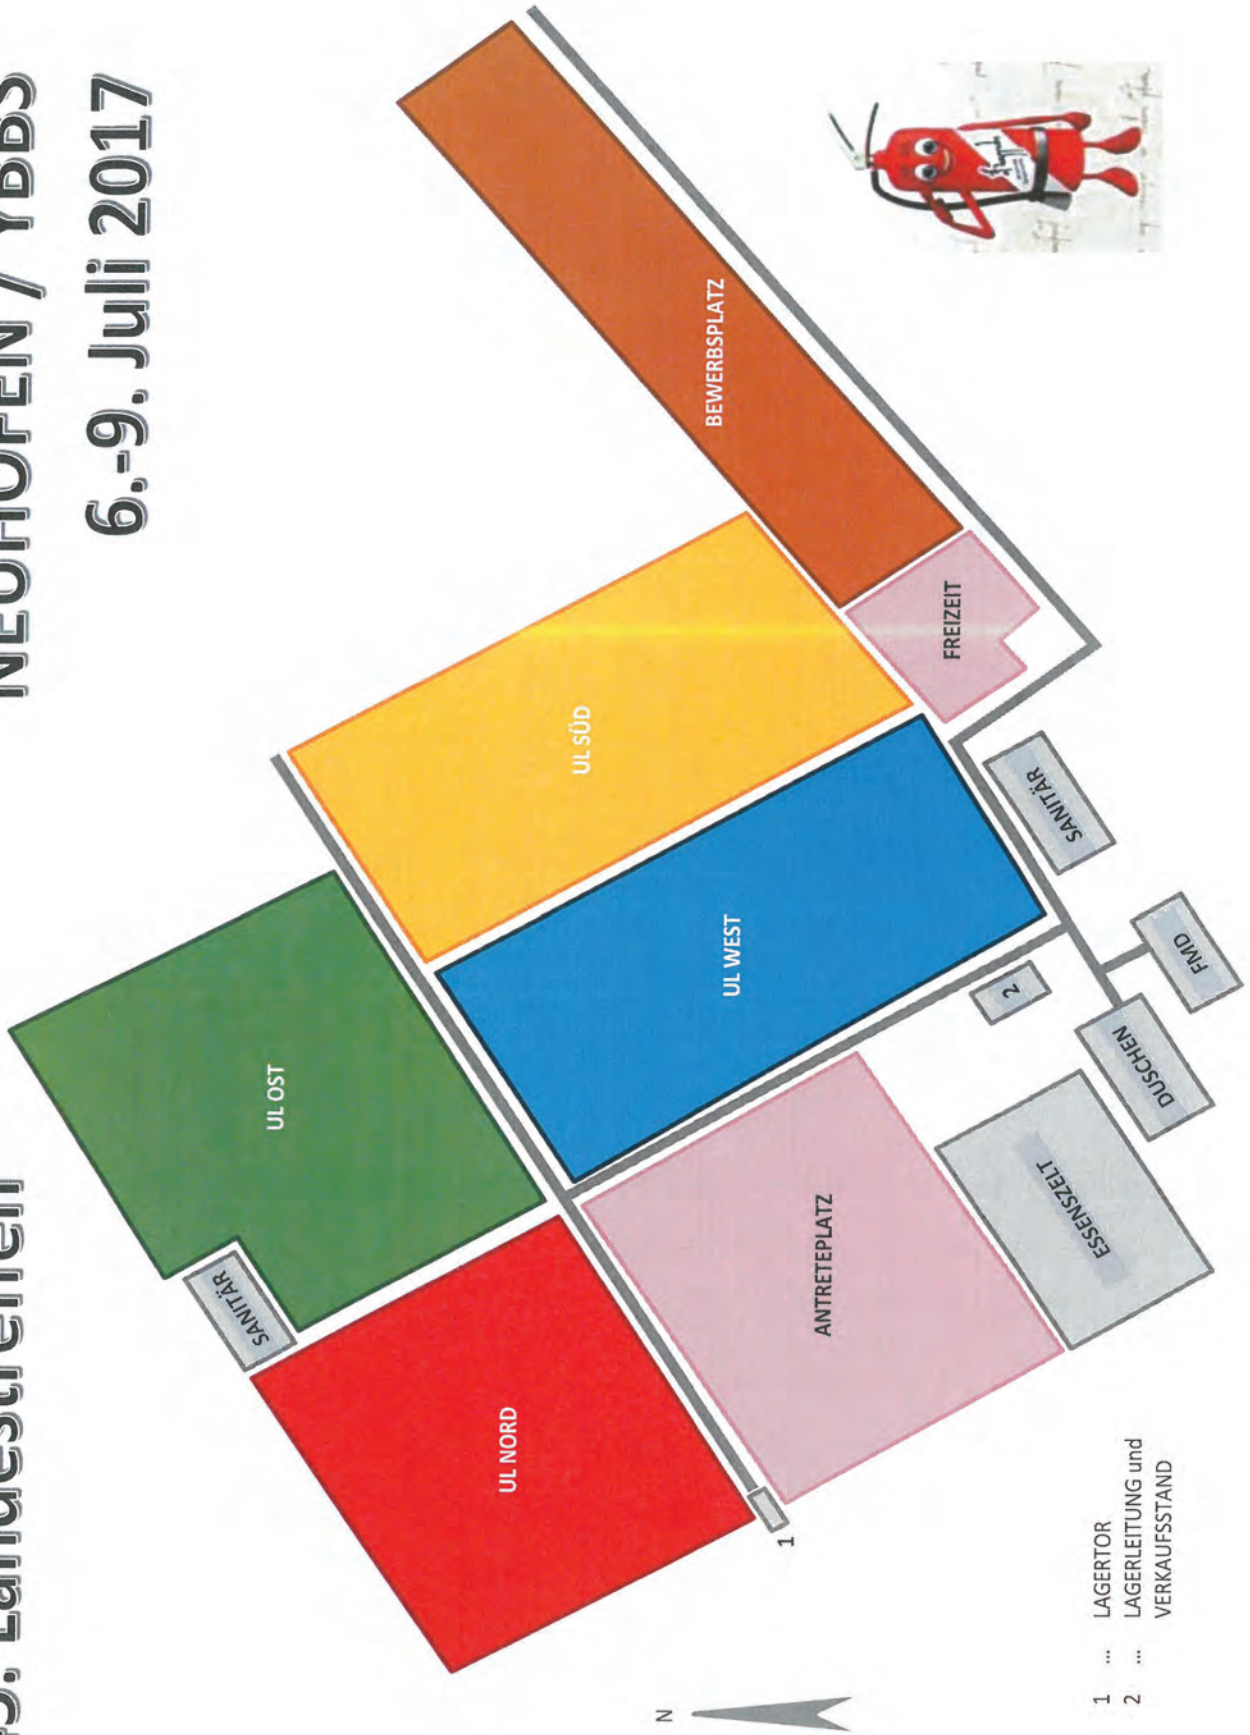 5. Landestreffen
NEUHOFEN / YBBS
6.-9. Juli 2017
SANITÄR
UL OST
UL NORD
UL SÜD
UL WEST
BEWERBSPLATZ
N
1
ANTRETEPLATZ
FREIZEIT
2
SANITÄR
ESSENSZELT
DUSCHEN
FMD
1 ... LAGERTOR
2 ... LAGERLEITUNG und
VERKAUFSSTAND